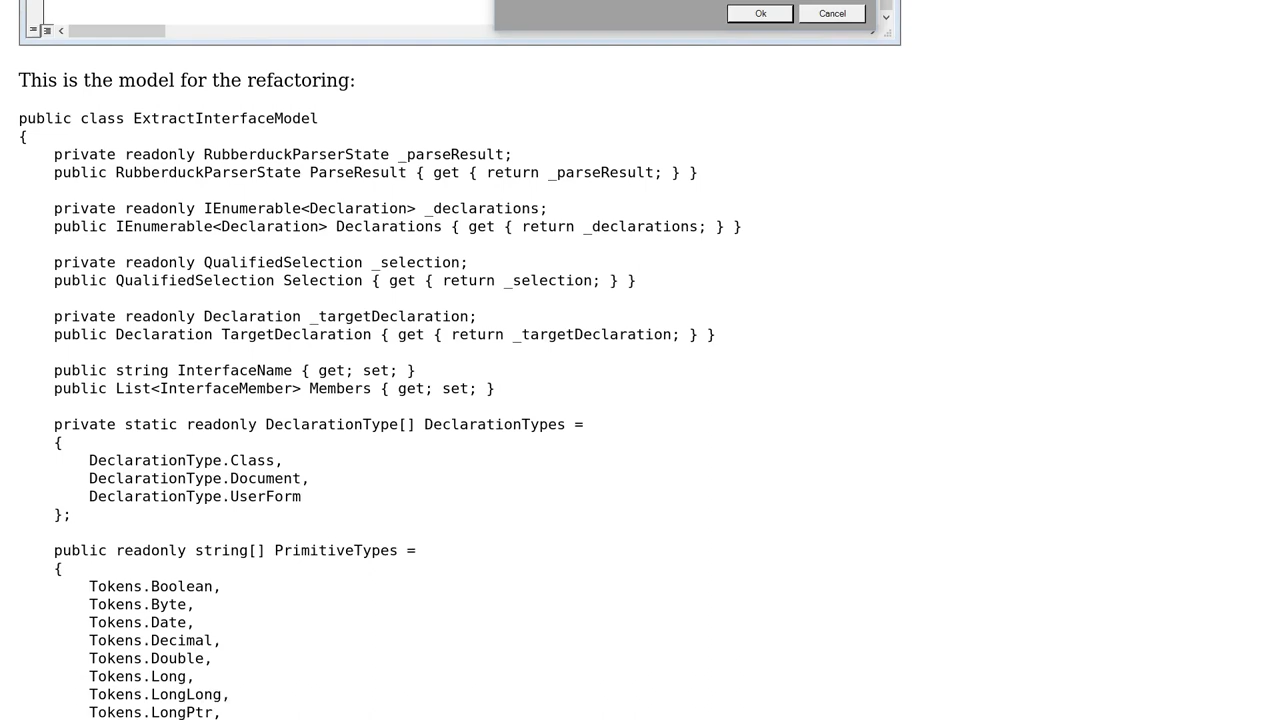 Ok Cancel
This is the model for the refactoring:
public class ExtractInterfaceModel
{
    private readonly RubberduckParserState _parseResult;
    public RubberduckParserState ParseResult { get { return _parseResult; } }

    private readonly IEnumerable<Declaration> _declarations;
    public IEnumerable<Declaration> Declarations { get { return _declarations; } }

    private readonly QualifiedSelection _selection;
    public QualifiedSelection Selection { get { return _selection; } }

    private readonly Declaration _targetDeclaration;
    public Declaration TargetDeclaration { get { return _targetDeclaration; } }

    public string InterfaceName { get; set; }
    public List<InterfaceMember> Members { get; set; }

    private static readonly DeclarationType[] DeclarationTypes =
    {
        DeclarationType.Class,
        DeclarationType.Document,
        DeclarationType.UserForm
    };

    public readonly string[] PrimitiveTypes =
    {
        Tokens.Boolean,
        Tokens.Byte,
        Tokens.Date,
        Tokens.Decimal,
        Tokens.Double,
        Tokens.Long,
        Tokens.LongLong,
        Tokens.LongPtr,